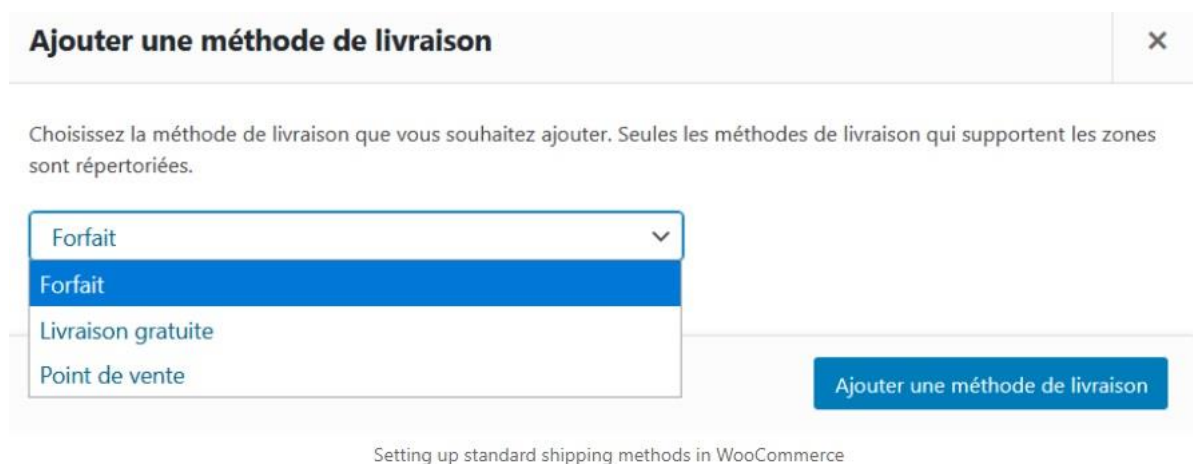 Ajouter une méthode de livraison
×
Choisissez la méthode de livraison que vous souhaitez ajouter. Seules les méthodes de livraison qui supportent les zones
sont répertoriées.
Forfait
Forfait
Livraison gratuite
Point de vente
Ajouter une méthode de livraison
Setting up standard shipping methods in WooCommerce